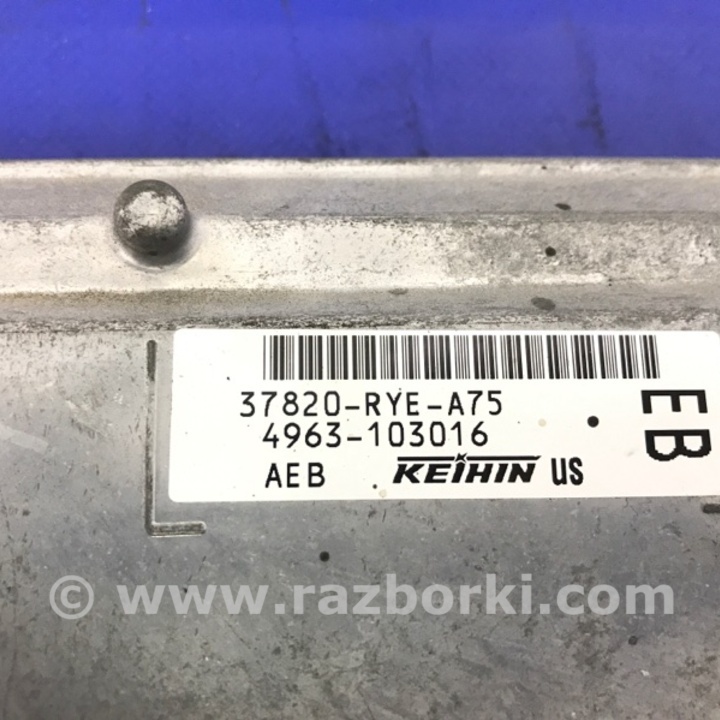 37820-RYE-A75
4963-103016
AEB KEIHIN US
EB
© www.razborki.com